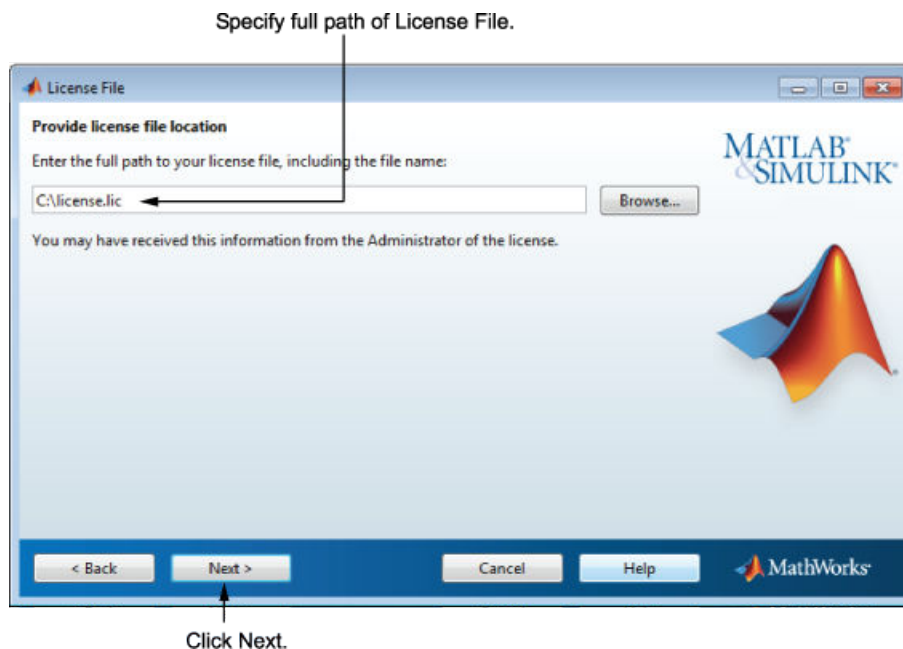 Specify full path of License File.
License File
Provide license file location
MATLAB®
&SIMULINK®
Enter the full path to your license file, including the file name:
C:\license.lic
Browse...
You may have received this information from the Administrator of the license.
< Back
Next >
Cancel
Help
MathWorks®
Click Next.